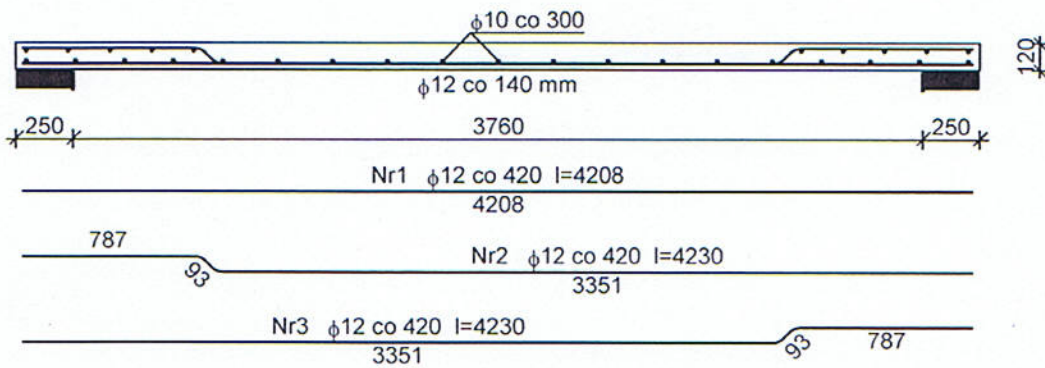 ϕ10 co 300
120
ϕ12 co 140 mm
250 3760 250
Nr1 ϕ12 co 420 l=4208
4208
787
93
Nr2 ϕ12 co 420 l=4230
3351
Nr3 ϕ12 co 420 l=4230
3351
93
787